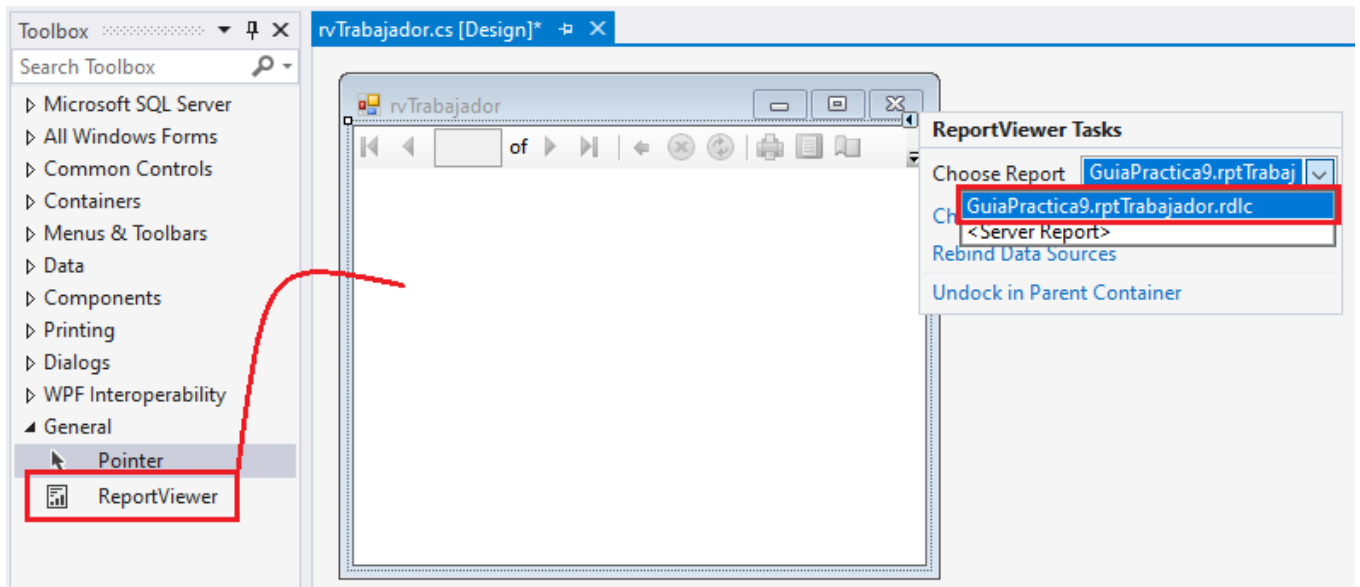 Toolbox
Search Toolbox
Microsoft SQL Server
All Windows Forms
Common Controls
Containers
Menus & Toolbars
Data
Components
Printing
Dialogs
WPF Interoperability
General
Pointer
ReportViewer
rvTrabajador.cs [Design]*
rvTrabajador
of
ReportViewer Tasks
Choose Report GuiaPractica9.rptTrabaj
GuiaPractica9.rptTrabajador.rdlc
Ch
<Server Report>
Rebind Data Sources
Undock in Parent Container